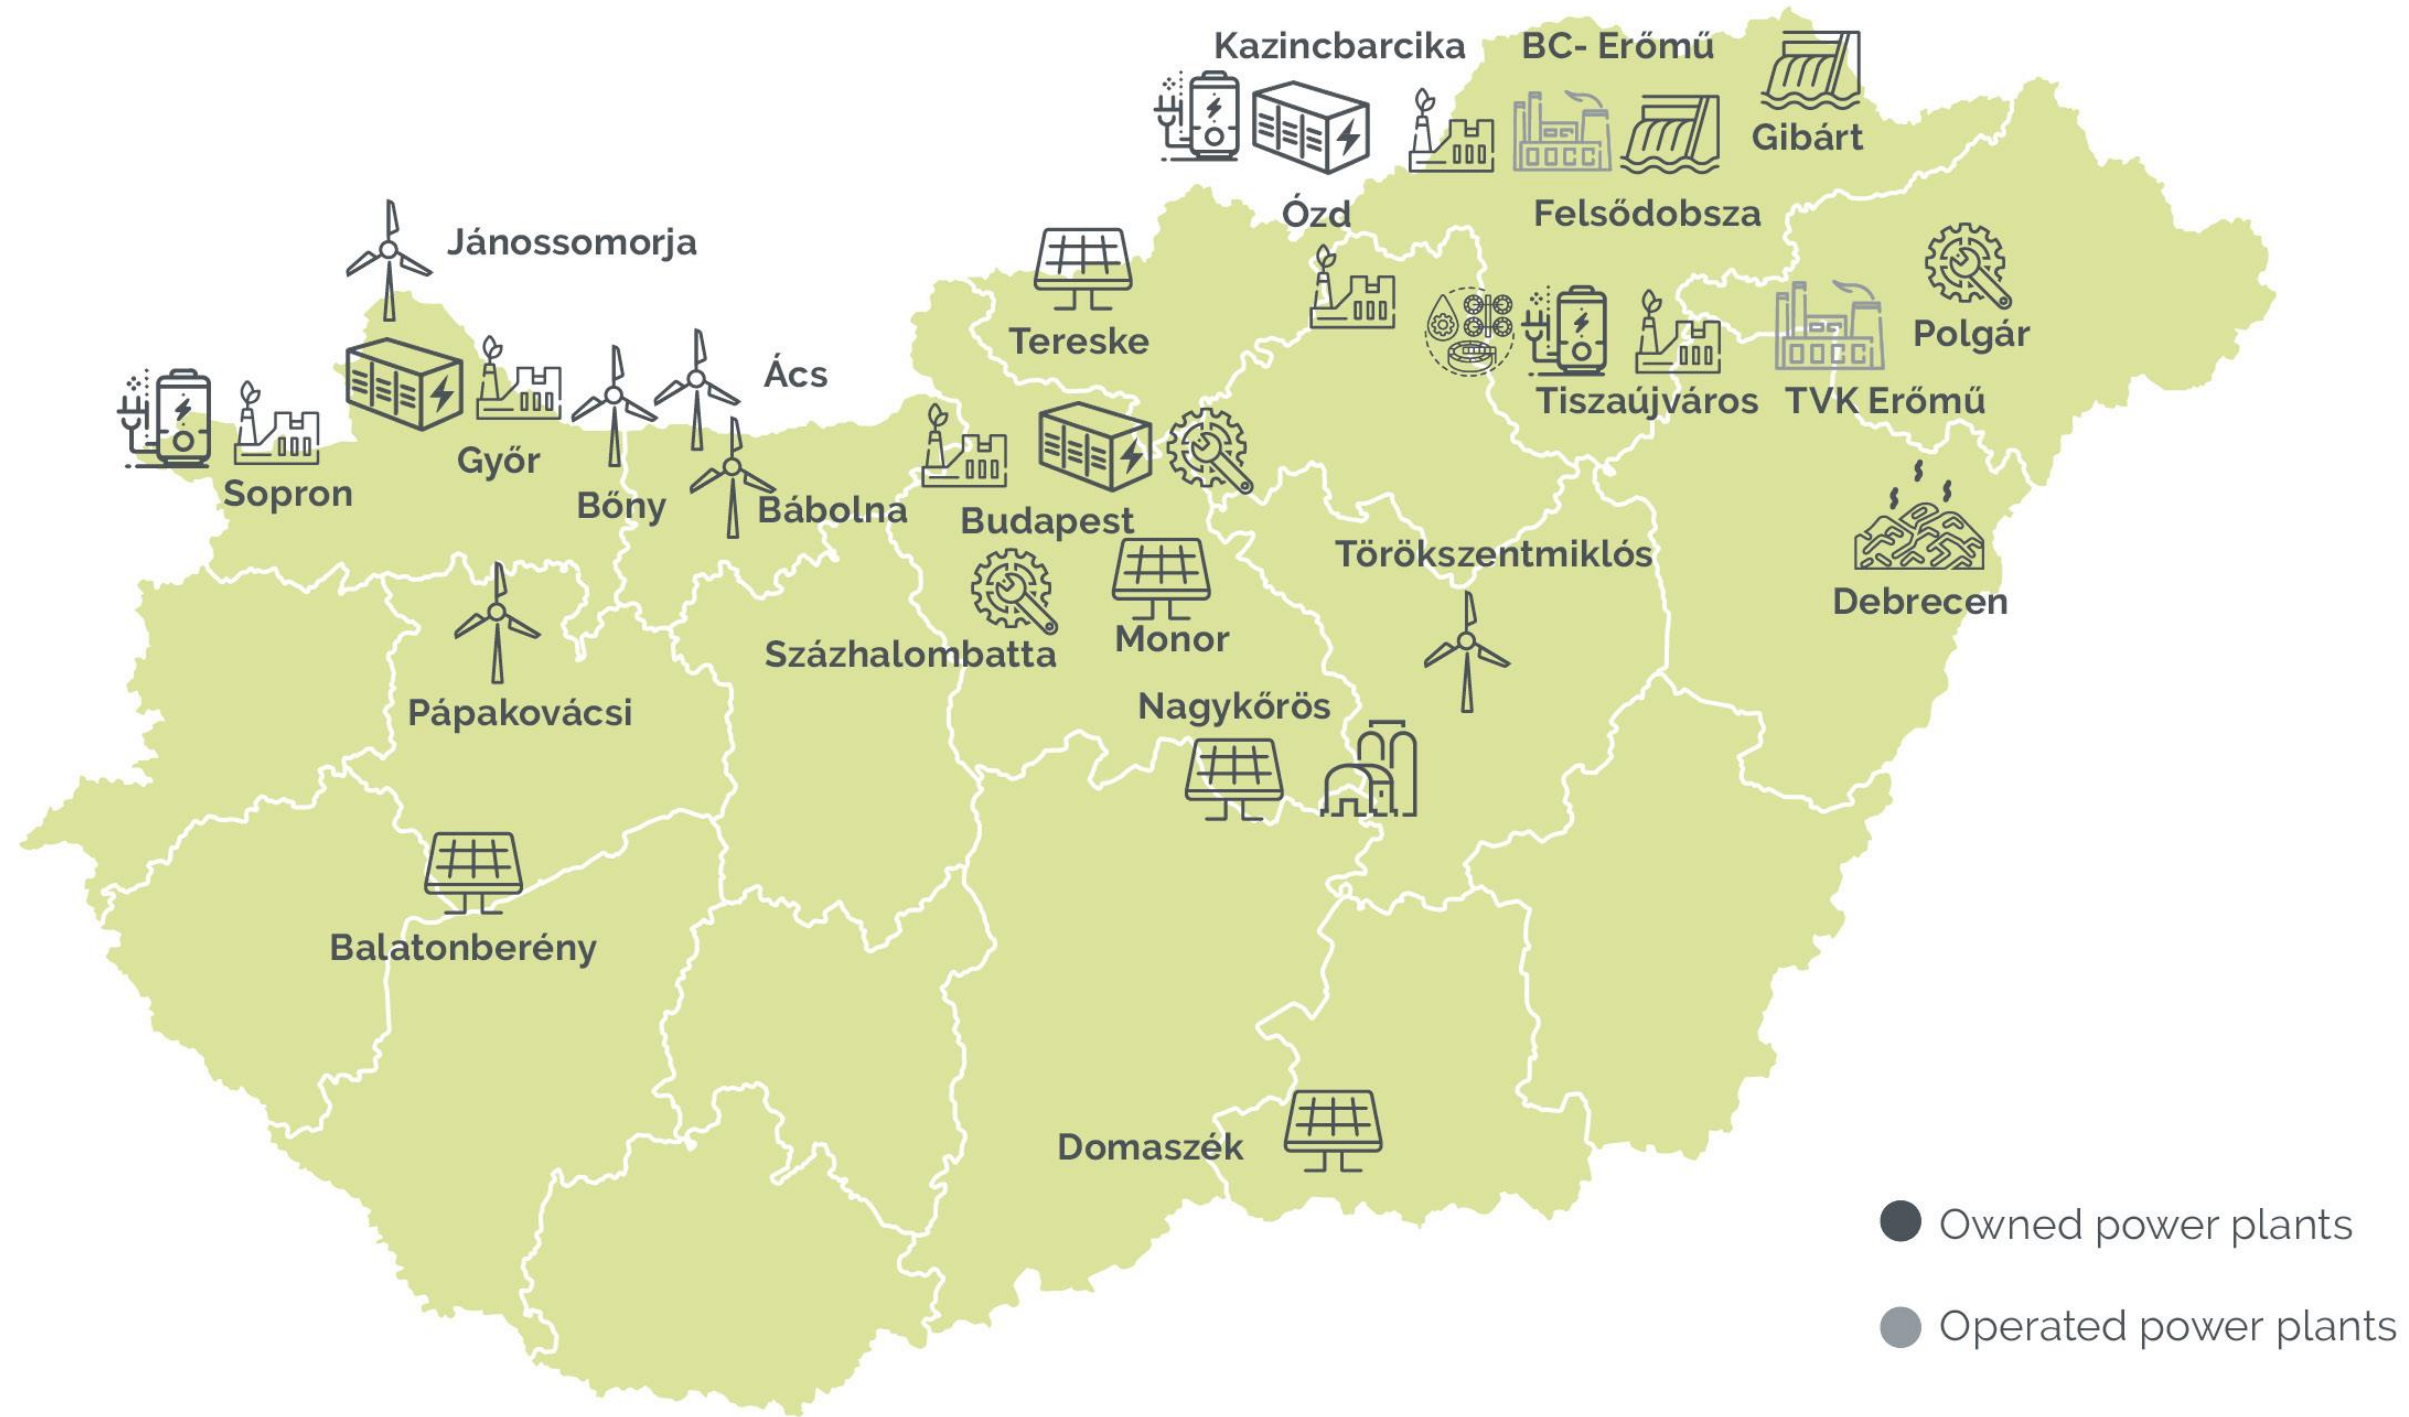 Kazincbarcika
BC- Erőmű
Gibárt
Ózd
Felsődobsza
Jánossomorja
Tereske
Polgár
Ács
Tiszaújváros
TVK Erőmű
Győr
Sopron
Bőny
Bábolna
Budapest
Törökszentmiklós
Debrecen
Monor
Százhalombatta
Pápakovácsi
Nagykőrös
Balatonberény
Domaszék
Owned power plants
Operated power plants